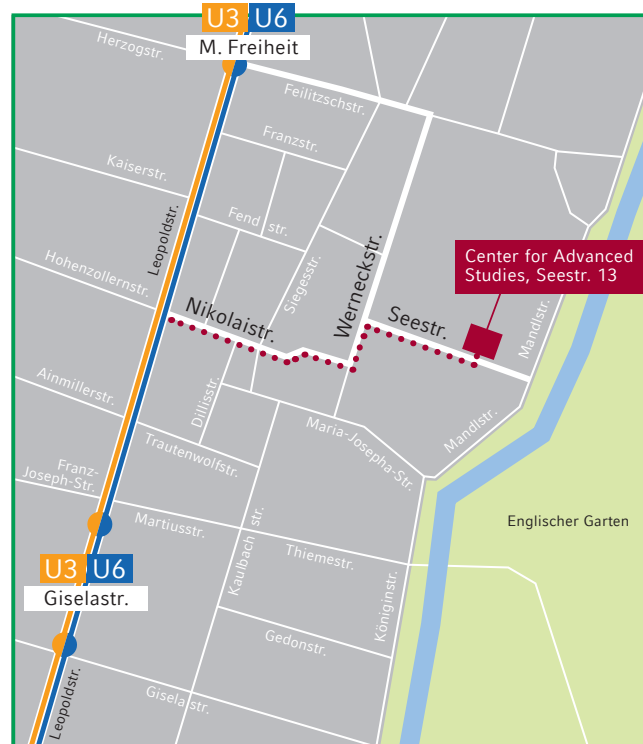 U3 U6
M. Freiheit
Herzogstr.
Feilitzschstr.
Franzstr.
Kaiserstr.
Leopoldstr.
Fend str.
Hohenzollernstr.
Siegesstr.
Werneckstr.
Center for Advanced
Studies, Seestr. 13
Nikolaistr.
Seestr.
Mandlstr.
Ainmillerstr.
Dillisstr.
Mandlstr.
Maria-Josepha-Str.
Trautenwolfstr.
Franz-
Joseph-Str.
Martiusstr.
Kaulbach str.
Englischer Garten
Thiemestr.
U3 U6
Giselastr.
Königinstr.
Gedonstr.
Leopoldstr.
Gisela str.